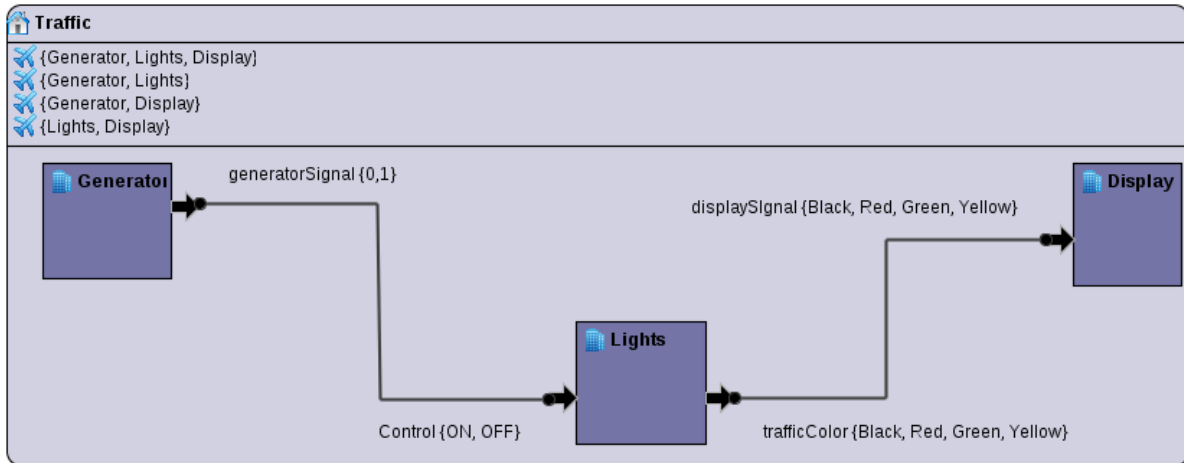 Traffic
{Generator, Lights, Display}
{Generator, Lights}
{Generator, Display}
{Lights, Display}
Generator
generatorSignal {0,1}
Display
displaySIgnal {Black, Red, Green, Yellow}
Lights
Control {ON, OFF}
trafficColor {Black, Red, Green, Yellow}